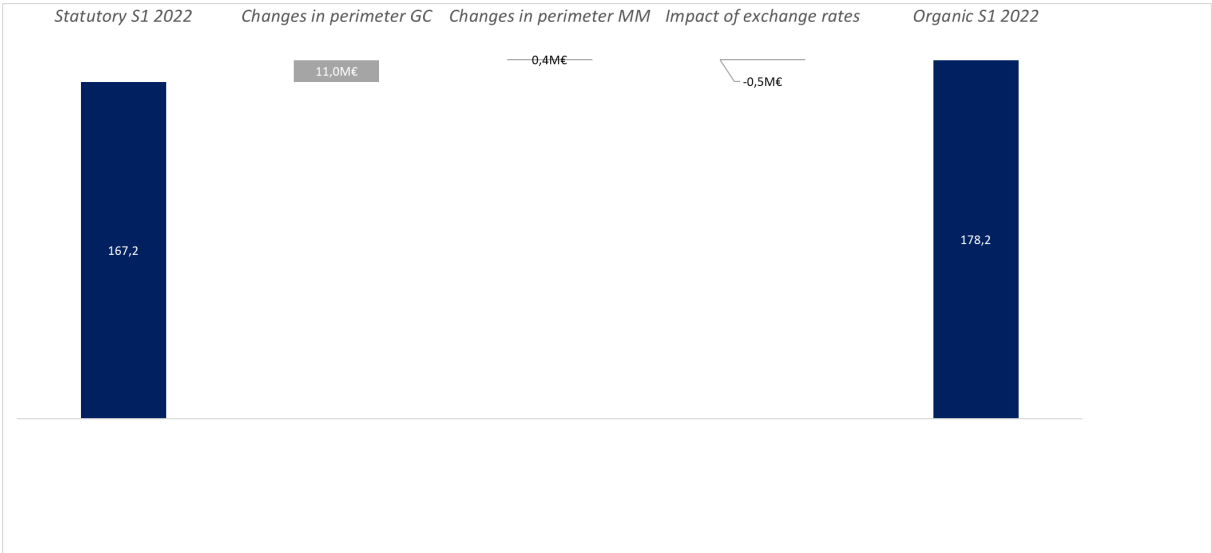 Statutory S1 2022
Changes in perimeter GC
Changes in perimeter MM
Impact of exchange rates
Organic S1 2022
167,2
11,0M€
0,4M€
-0,5M€
178,2